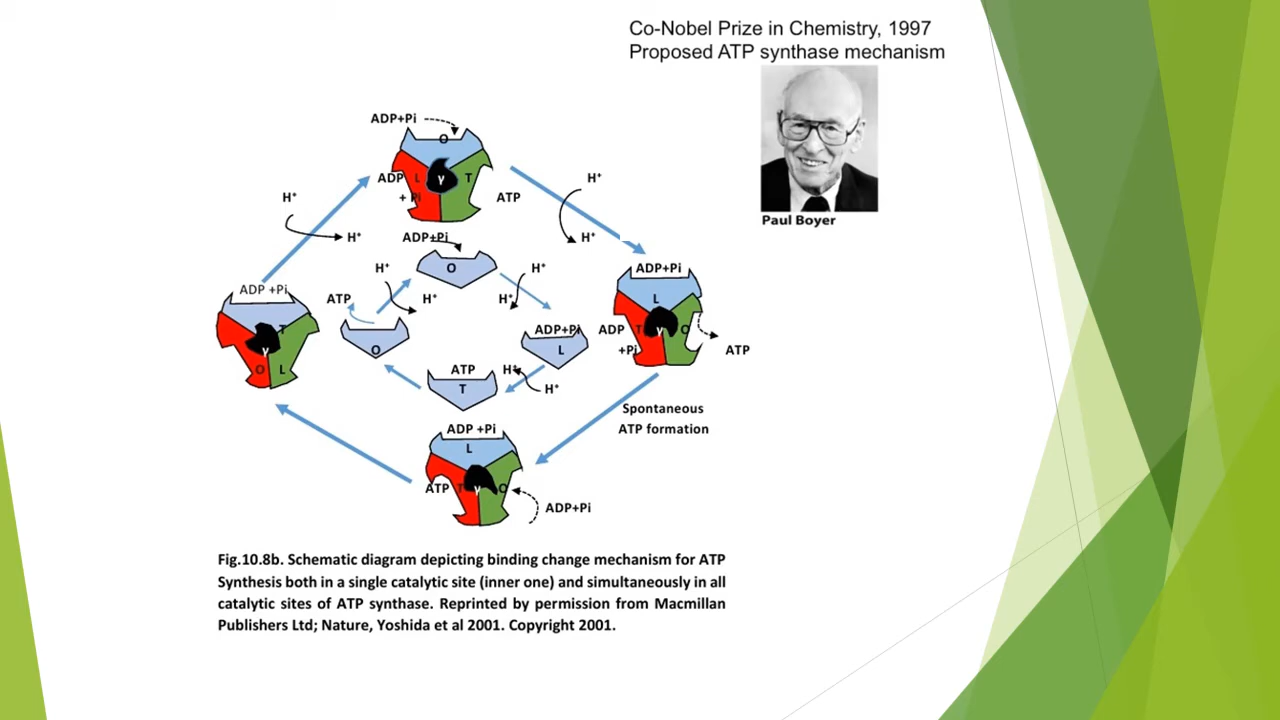 Co-Nobel Prize in Chemistry, 1997
Proposed ATP synthase mechanism
Paul Boyer
ADP+Pi
O
ADP L γ T
+ Pi
ATP
H⁺
H⁺
H⁺
H⁺
ADP+Pi
O
H⁺
H⁺
H⁺
H⁺
ADP +Pi
T
γ
O L
ATP
O
ADP+Pi
L
ADP+Pi
L
ADP T γ O
+Pi
ATP
ATP
T
H⁺
H⁺
Spontaneous
ATP formation
ADP +Pi
L
ATP T γ O
ADP+Pi
Fig.10.8b. Schematic diagram depicting binding change mechanism for ATP
Synthesis both in a single catalytic site (inner one) and simultaneously in all
catalytic sites of ATP synthase. Reprinted by permission from Macmillan
Publishers Ltd; Nature, Yoshida et al 2001. Copyright 2001.